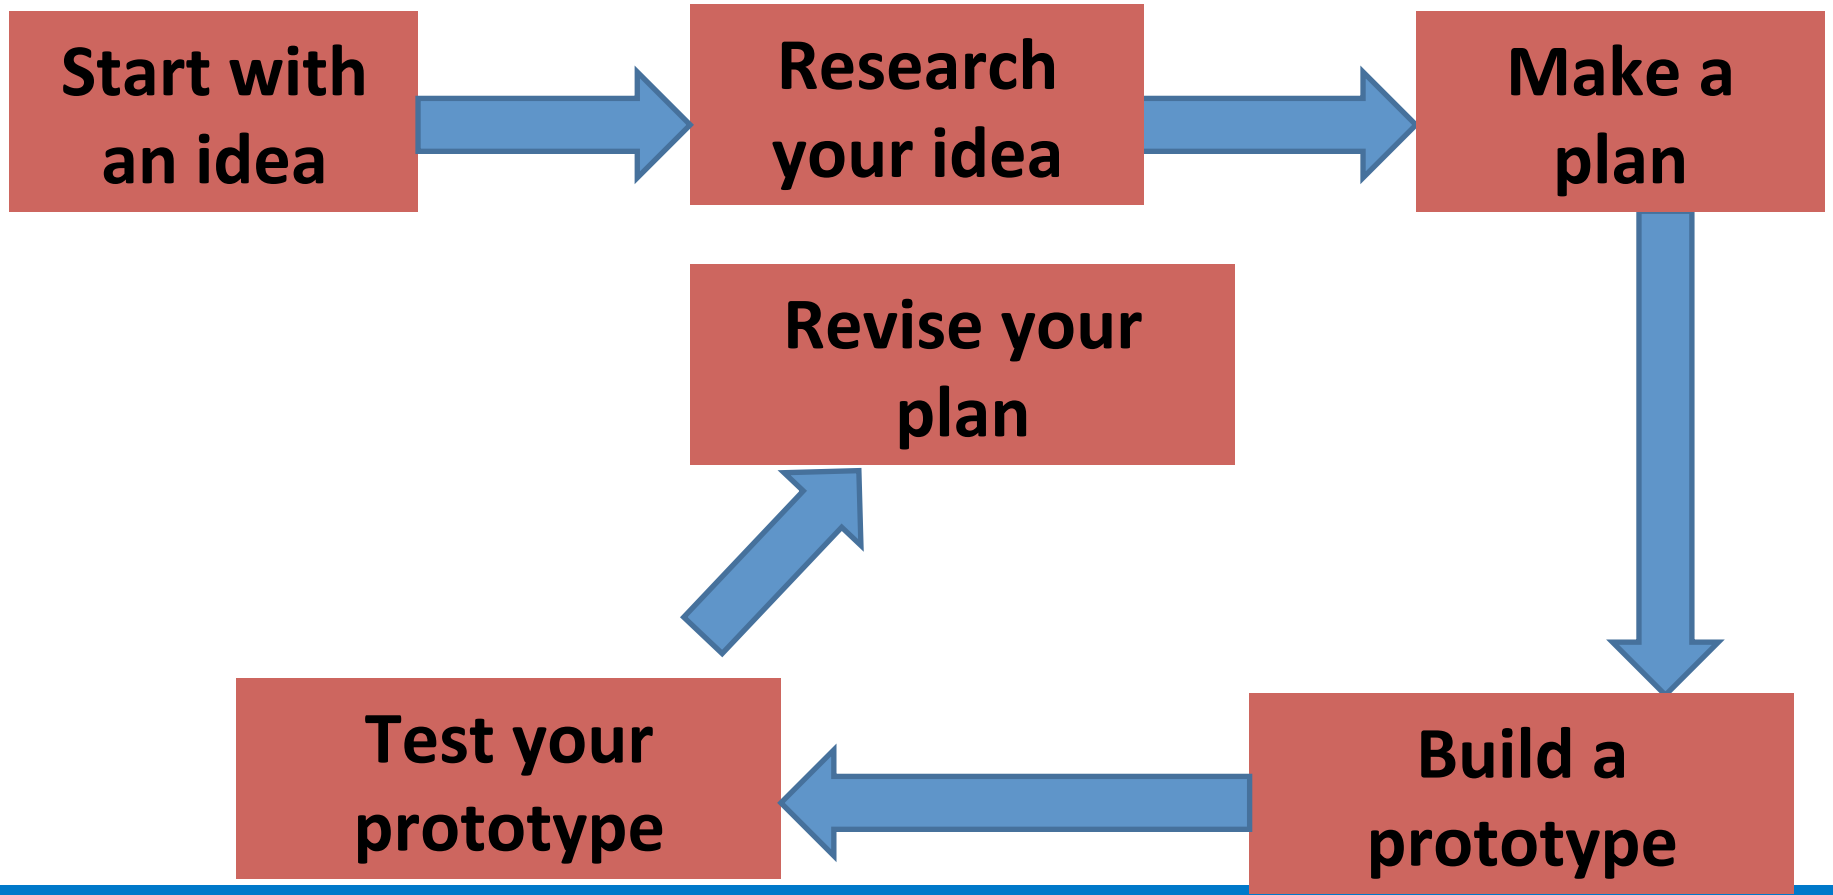 Start with
an idea
Research
your idea
Make a
plan
Build a
prototype
Test your
prototype
Revise your
plan